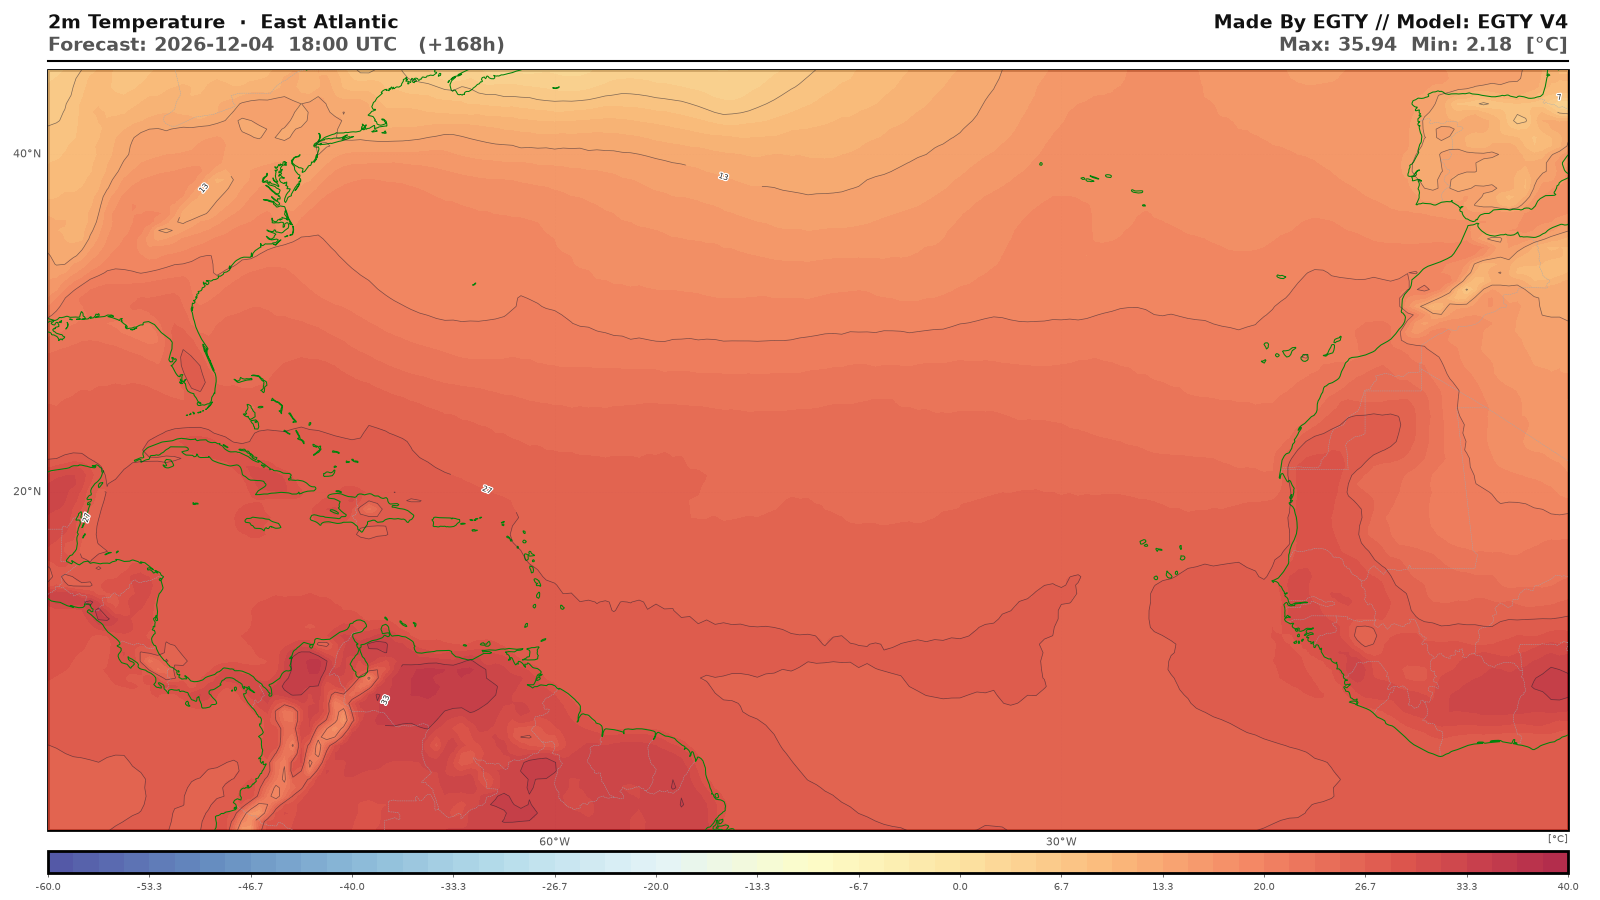 2m Temperature · East Atlantic
Made By EGTY // Model: EGTY V4
Forecast: 2026-12-04 18:00 UTC (+168h)
Max: 35.94 Min: 2.18 [°C]
7
40°N
13
13
20°N
27
27
33
60°W
30°W
[°C]
-60.0 -53.3 -46.7 -40.0 -33.3 -26.7 -20.0 -13.3 -6.7 0.0 6.7 13.3 20.0 26.7 33.3 40.0